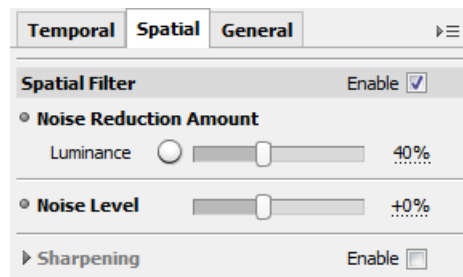 Temporal Spatial General
Spatial Filter Enable
Noise Reduction Amount
Luminance 40%
Noise Level +0%
Sharpening Enable